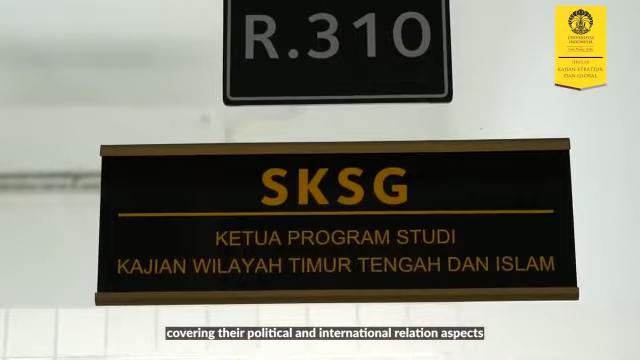 R.310
UNIVERSITAS
INDONESIA
KAJIAN STRATEJIK
DAN GLOBAL
SKSG
KETUA PROGRAM STUDI
KAJIAN WILAYAH TIMUR TENGAH DAN ISLAM
covering their political and international relation aspects